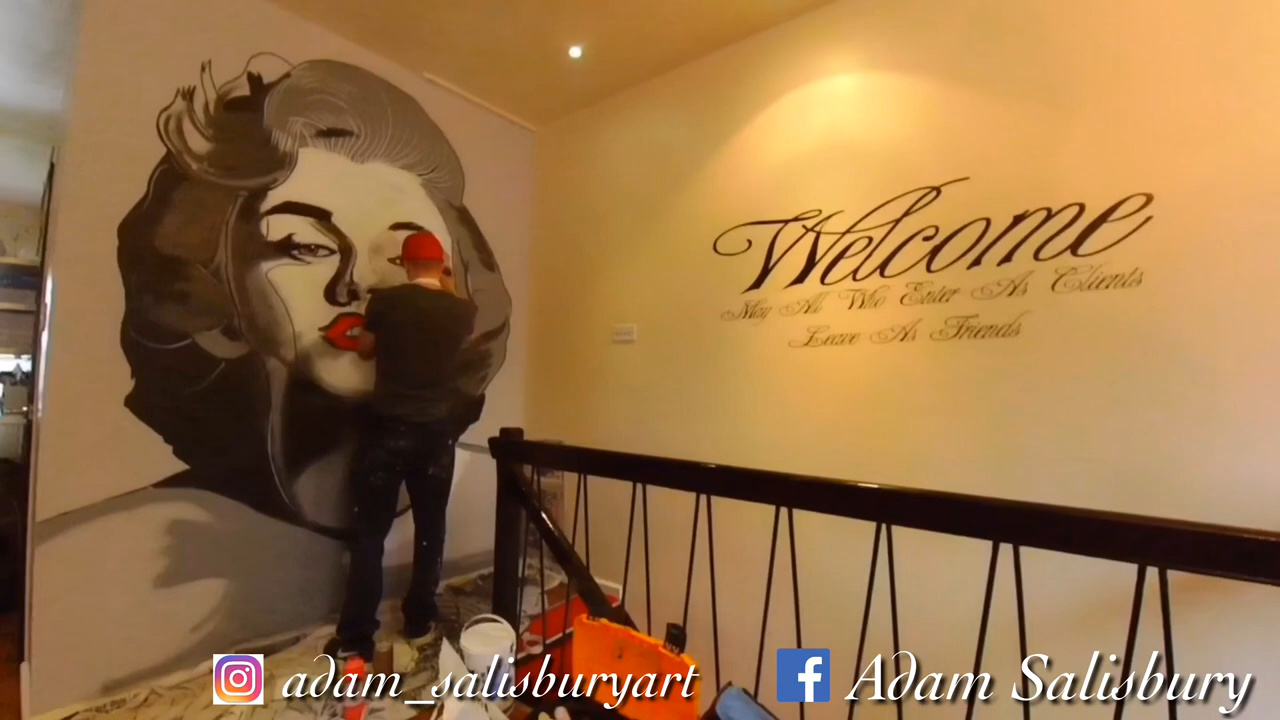 Welcome
May All Who Enter As Clients
Leave As Friends
adam_salisburyart
Adam Salisbury